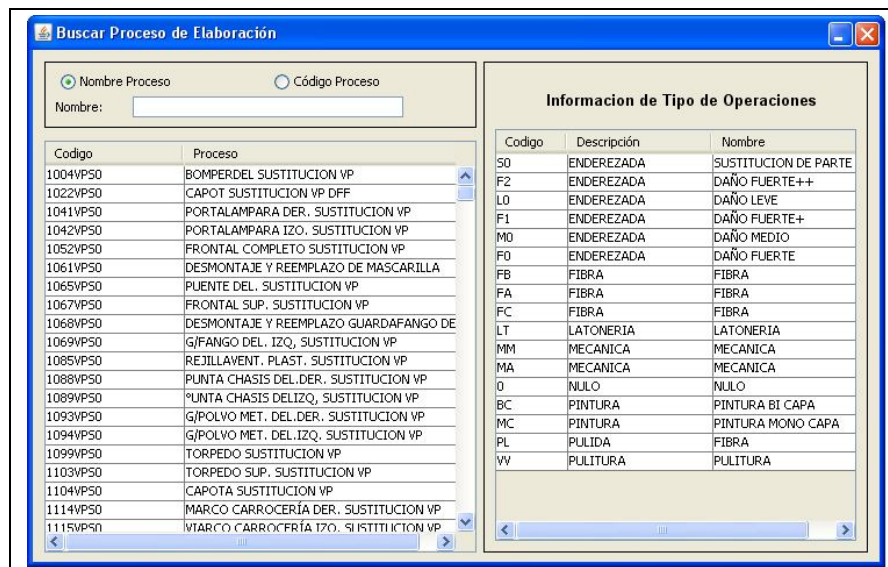 Buscar Proceso de Elaboración
Nombre Proceso Código Proceso
Nombre:
Codigo Proceso
1004VPS0 BOMPERDEL SUSTITUCION VP
1022VPS0 CAPOT SUSTITUCION VP DFF
1041VPS0 PORTALAMPARA DER. SUSTITUCION VP
1042VPS0 PORTALAMPARA IZO. SUSTITUCION VP
1052VPS0 FRONTAL COMPLETO SUSTITUCION VP
1061VPS0 DESMONTAJE Y REEMPLAZO DE MASCARILLA
1065VPS0 PUENTE DEL. SUSTITUCION VP
1067VPS0 FRONTAL SUP. SUSTITUCION VP
1068VPS0 DESMONTAJE Y REEMPLAZO GUARDAFANGO DE
1069VPS0 G/FANGO DEL. IZQ, SUSTITUCION VP
1085VPS0 REJILLAVENT. PLAST. SUSTITUCION VP
1088VPS0 PUNTA CHASIS DEL.DER. SUSTITUCION VP
1089VPS0 ºUNTA CHASIS DELIZQ, SUSTITUCION VP
1093VPS0 G/POLVO MET. DEL.DER. SUSTITUCION VP
1094VPS0 G/POLVO MET. DEL.IZQ. SUSTITUCION VP
1099VPS0 TORPEDO SUSTITUCION VP
1103VPS0 TORPEDO SUP. SUSTITUCION VP
1104VPS0 CAPOTA SUSTITUCION VP
1114VPS0 MARCO CARROCERÍA DER. SUSTITUCION VP
1115VPS0 VIARCO CARROCERÍA IZO. SUSTITUCION VP
Informacion de Tipo de Operaciones
Codigo Descripción Nombre
S0 ENDEREZADA SUSTITUCION DE PARTE
F2 ENDEREZADA DAÑO FUERTE++
L0 ENDEREZADA DAÑO LEVE
F1 ENDEREZADA DAÑO FUERTE+
M0 ENDEREZADA DAÑO MEDIO
F0 ENDEREZADA DAÑO FUERTE
FB FIBRA FIBRA
FA FIBRA FIBRA
FC FIBRA FIBRA
LT LATONERIA LATONERIA
MM MECANICA MECANICA
MA MECANICA MECANICA
0 NULO NULO
BC PINTURA PINTURA BI CAPA
MC PINTURA PINTURA MONO CAPA
PL PULIDA FIBRA
VV PULITURA PULITURA